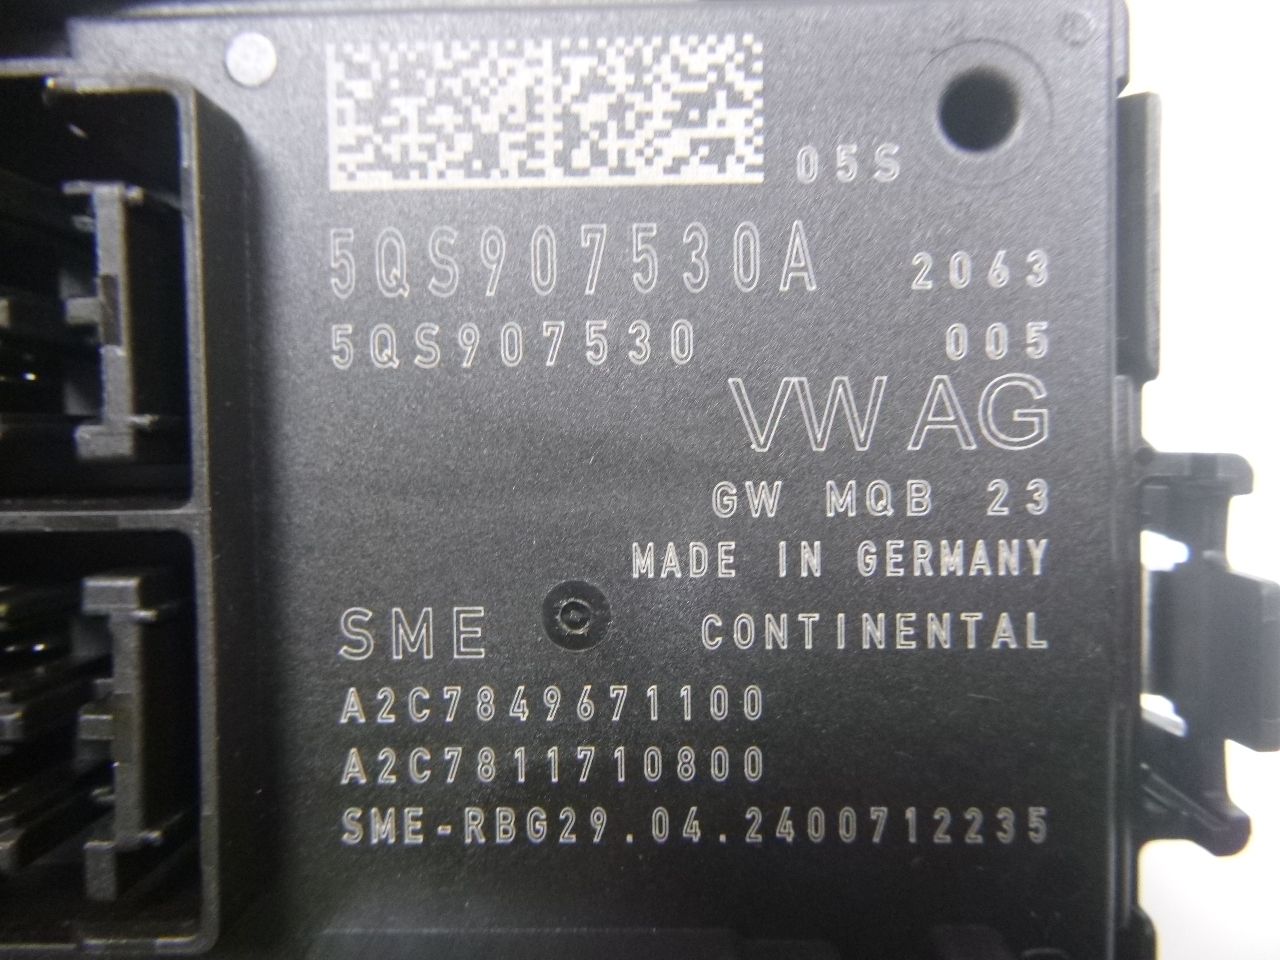 05S
5QS907530A 2063
5QS907530 005
VW AG
GW MQB 23
MADE IN GERMANY
SME CONTINENTAL
A2C7849671100
A2C7811710800
SME-RBG29.04.2400712235